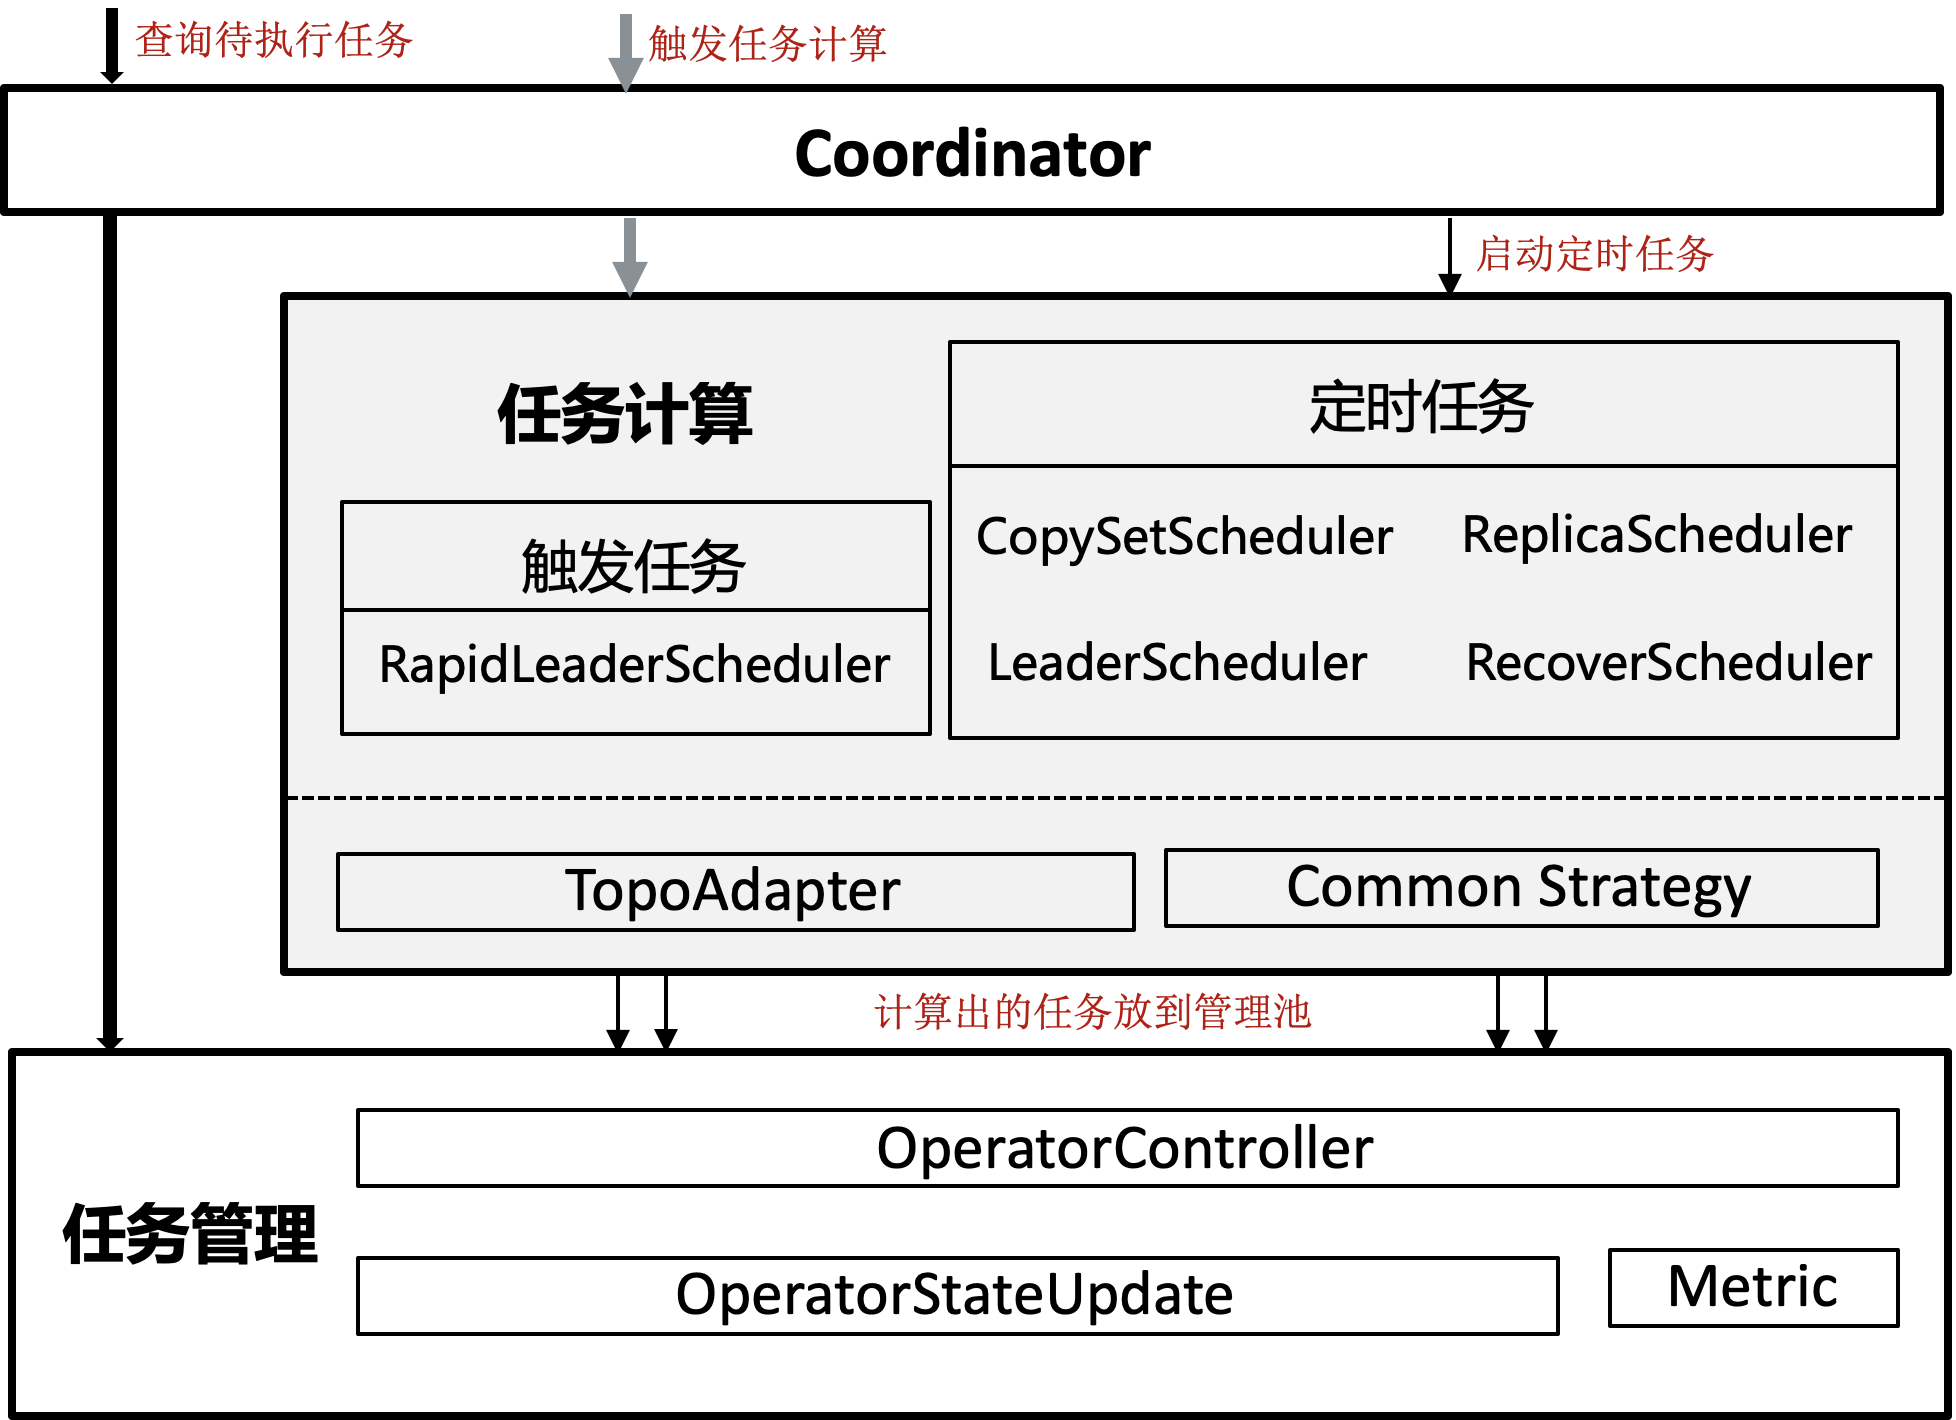 查询待执行任务
触发任务计算
Coordinator
启动定时任务
任务计算
定时任务
触发任务
CopySetScheduler
ReplicaScheduler
RapidLeaderScheduler
LeaderScheduler
RecoverScheduler
TopoAdapter
Common Strategy
计算出的任务放到管理池
任务管理
OperatorController
OperatorStateUpdate
Metric